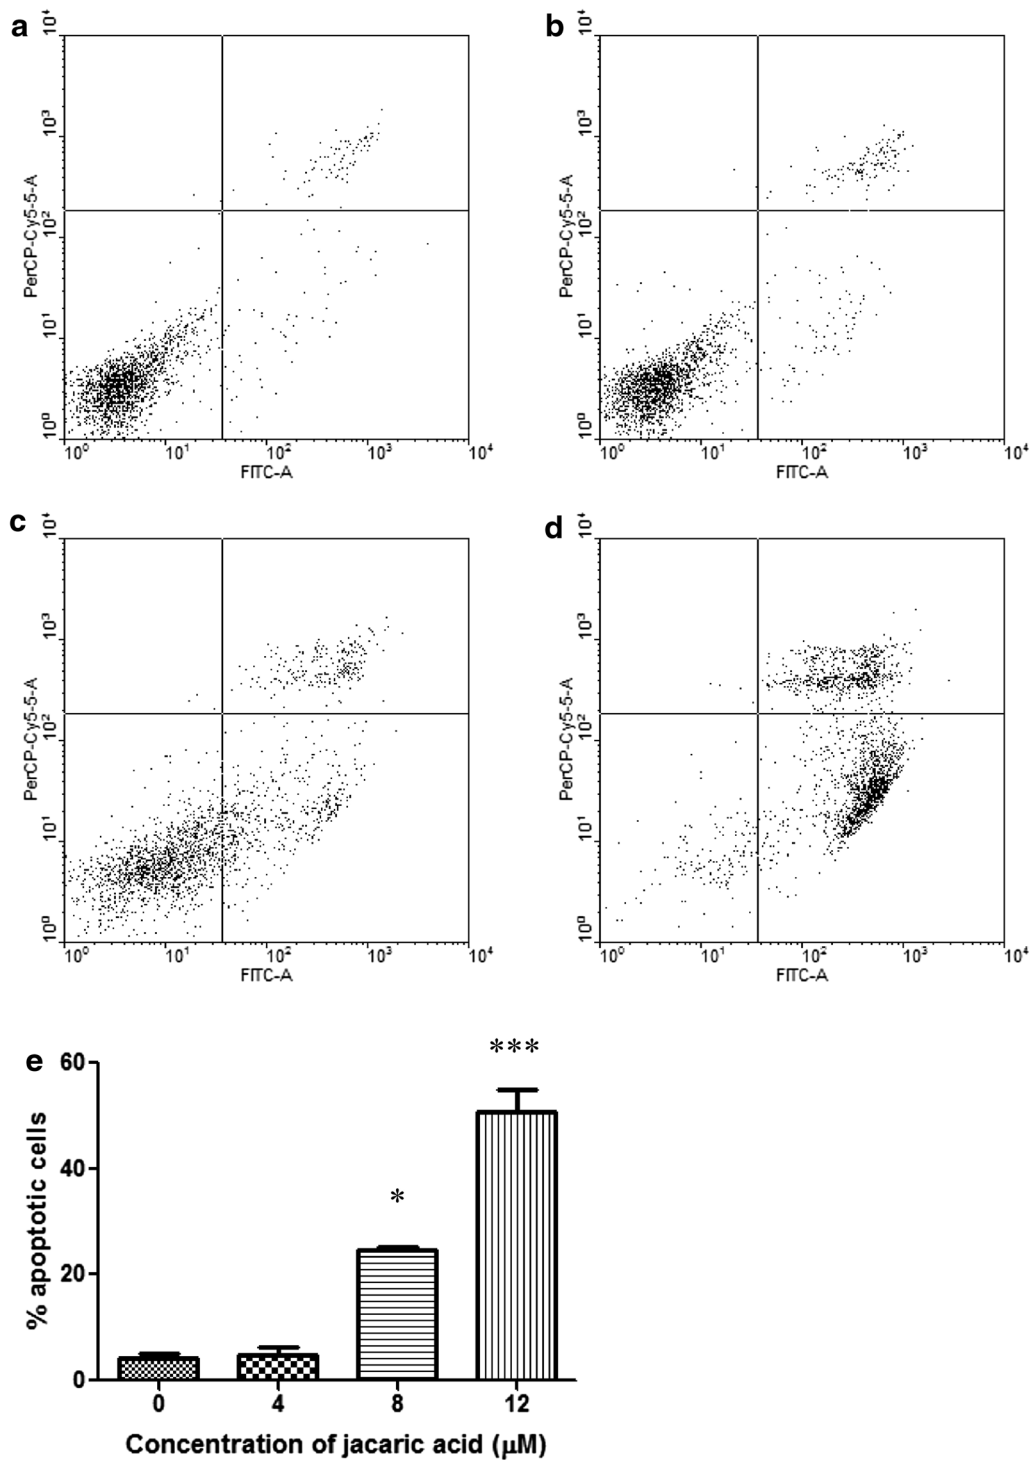 a
10⁴
10³
10²
10¹
10⁰
PerCP-Cy5-5-A
10⁰ 10¹ 10² 10³ 10⁴
FITC-A
b
10⁴
10³
10²
10¹
10⁰
PerCP-Cy5-5-A
10⁰ 10¹ 10² 10³ 10⁴
FITC-A
c
10⁴
10³
10²
10¹
10⁰
PerCP-Cy5-5-A
10⁰ 10¹ 10² 10³ 10⁴
FITC-A
d
10⁴
10³
10²
10¹
10⁰
PerCP-Cy5-5-A
10⁰ 10¹ 10² 10³ 10⁴
FITC-A
e
% apoptotic cells
60
40
20
0
*
***
0 4 8 12
Concentration of jacaric acid (µM)